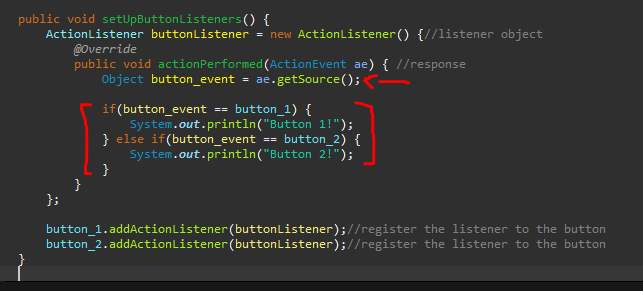 public void setUpButtonListeners() {
ActionListener buttonListener = new ActionListener() {//listener object
@Override
public void actionPerformed(ActionEvent ae) { //response
Object button_event = ae.getSource();
if(button_event == button_1) {
System.out.println("Button 1!");
} else if(button_event == button_2) {
System.out.println("Button 2!");
}
}
};
button_1.addActionListener(buttonListener);//register the listener to the button
button_2.addActionListener(buttonListener);//register the listener to the button
}